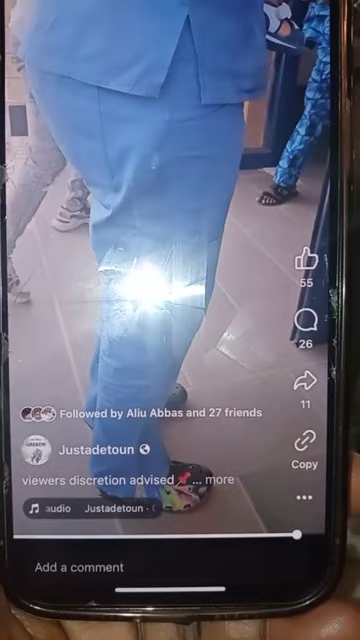 55
26
11
Followed by Aliu Abbas and 27 friends
Justadetoun
Copy
viewers discretion advised 📌... more
audio Justadetoun ·
Add a comment